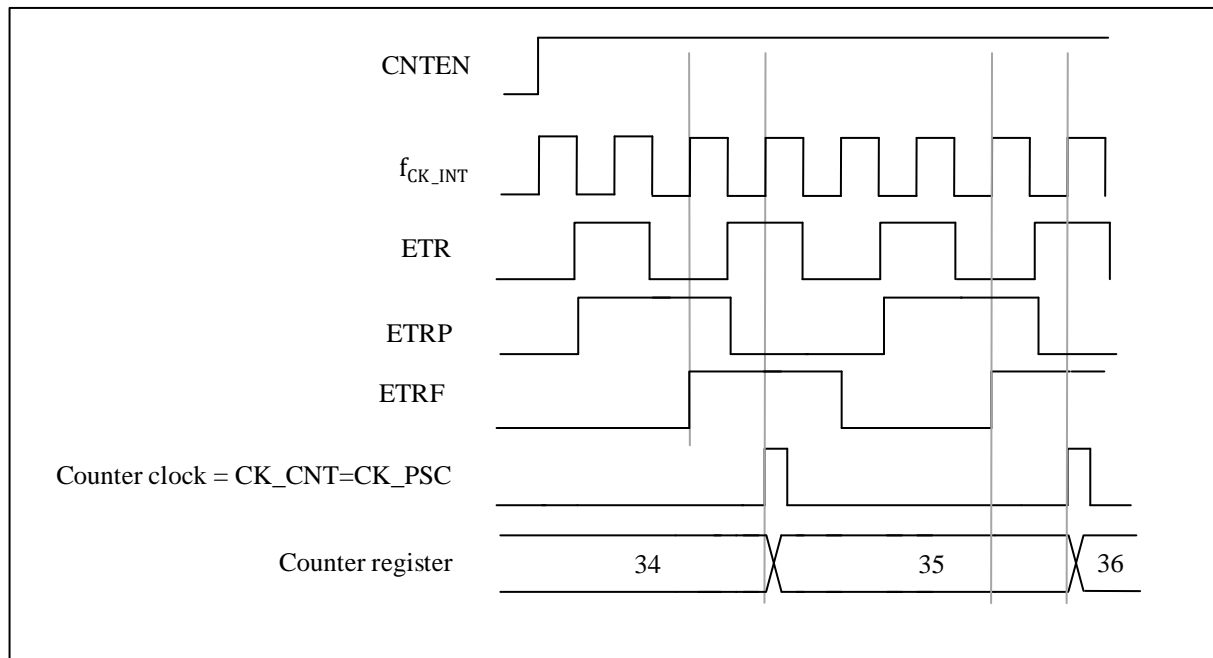 CNTEN
fCK_INT
ETR
ETRP
ETRF
Counter clock = CK_CNT=CK_PSC
Counter register 34 35 36